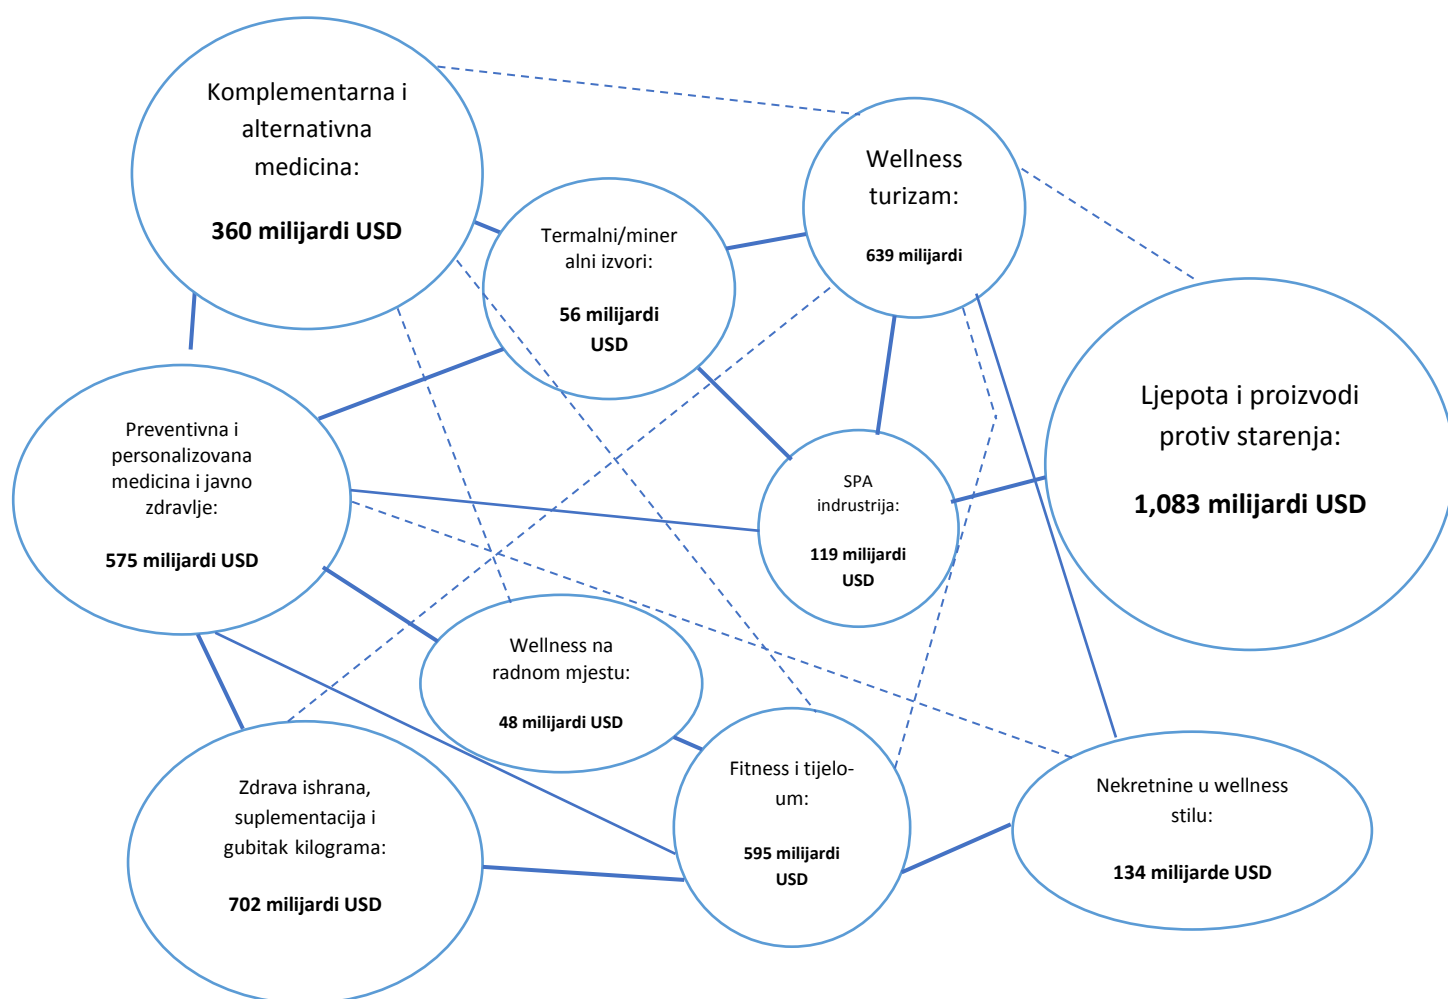 Komplementarna i
alternativna
medicina:
360 milijardi USD
Wellness
turizam:
639 milijardi
Termalni/miner
alni izvori:
56 milijardi
USD
Ljepota i proizvodi
protiv starenja:
1,083 milijardi USD
Preventivna i
personalizovana
medicina i javno
zdravlje:
575 milijardi USD
SPA
indrustrija:
119 milijardi
USD
Wellness na
radnom mjestu:
48 milijardi USD
Fitness i tijelo-
um:
595 milijardi
USD
Nekretnine u wellness
stilu:
134 milijarde USD
Zdrava ishrana,
suplementacija i
gubitak kilograma:
702 milijardi USD